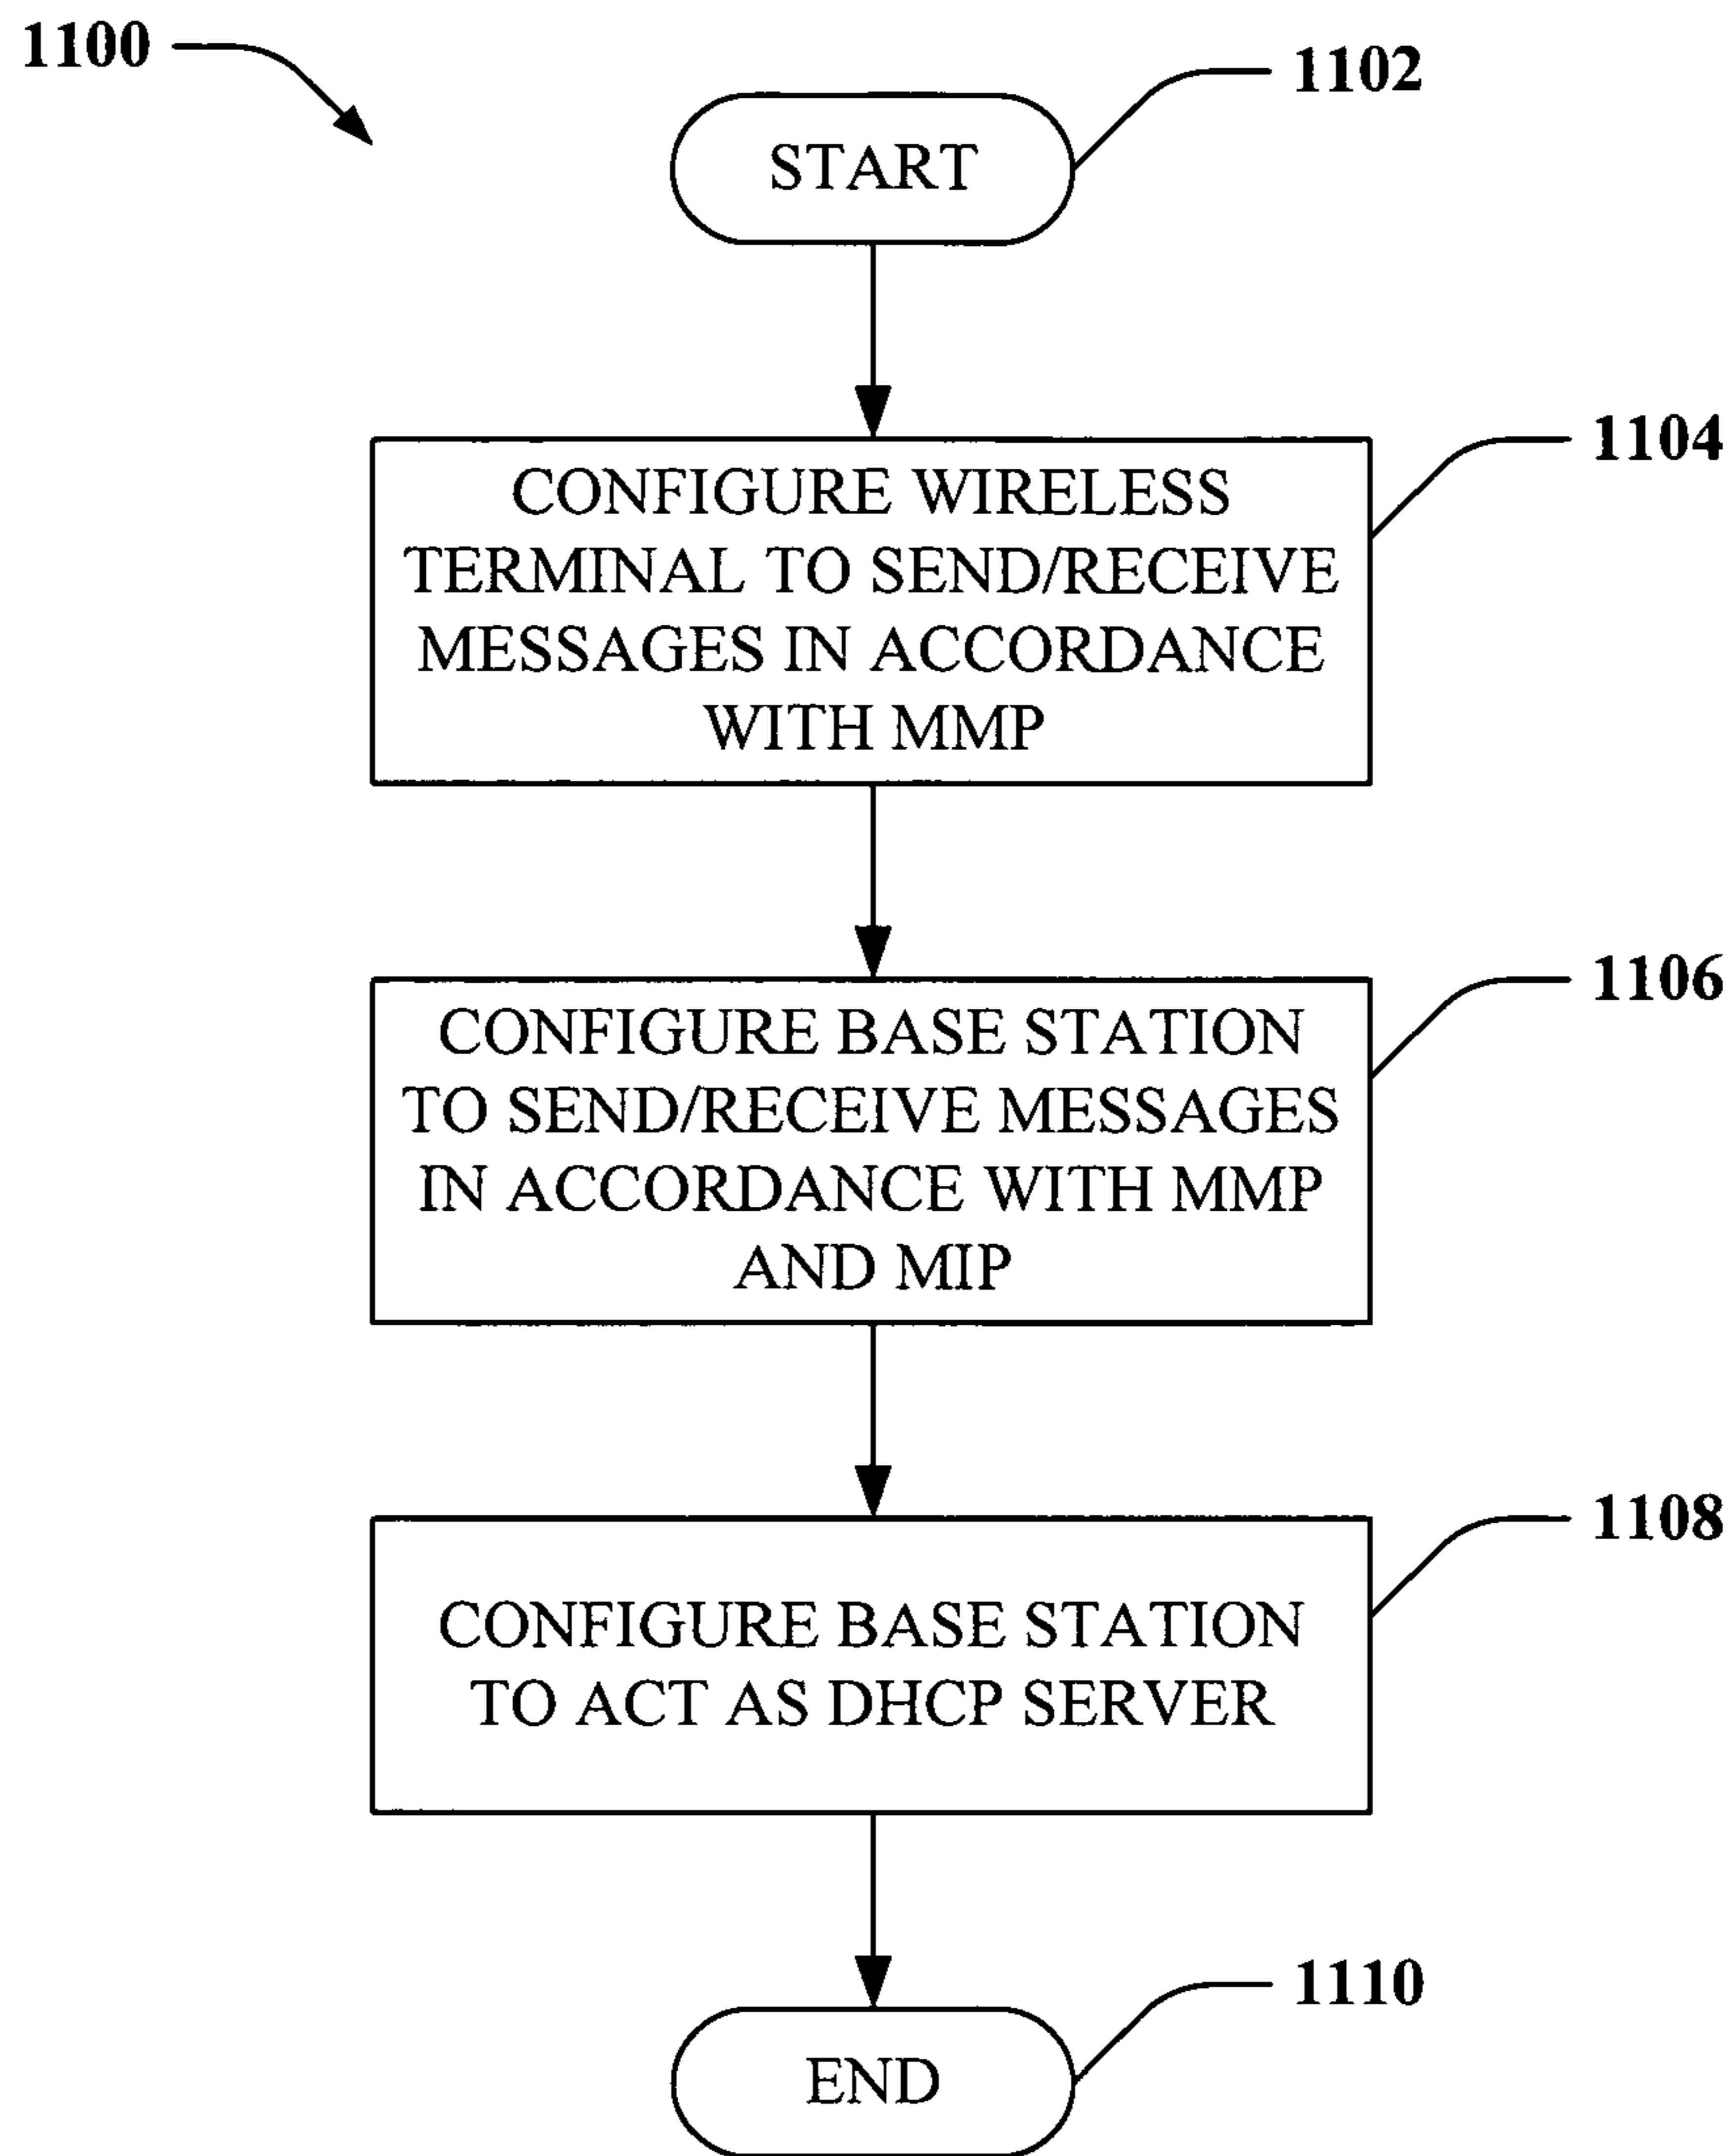 1100
1102
START
1104
CONFIGURE WIRELESS
TERMINAL TO SEND/RECEIVE
MESSAGES IN ACCORDANCE
WITH MMP
1106
CONFIGURE BASE STATION
TO SEND/RECEIVE MESSAGES
IN ACCORDANCE WITH MMP
AND MIP
1108
CONFIGURE BASE STATION
TO ACT AS DHCP SERVER
1110
END